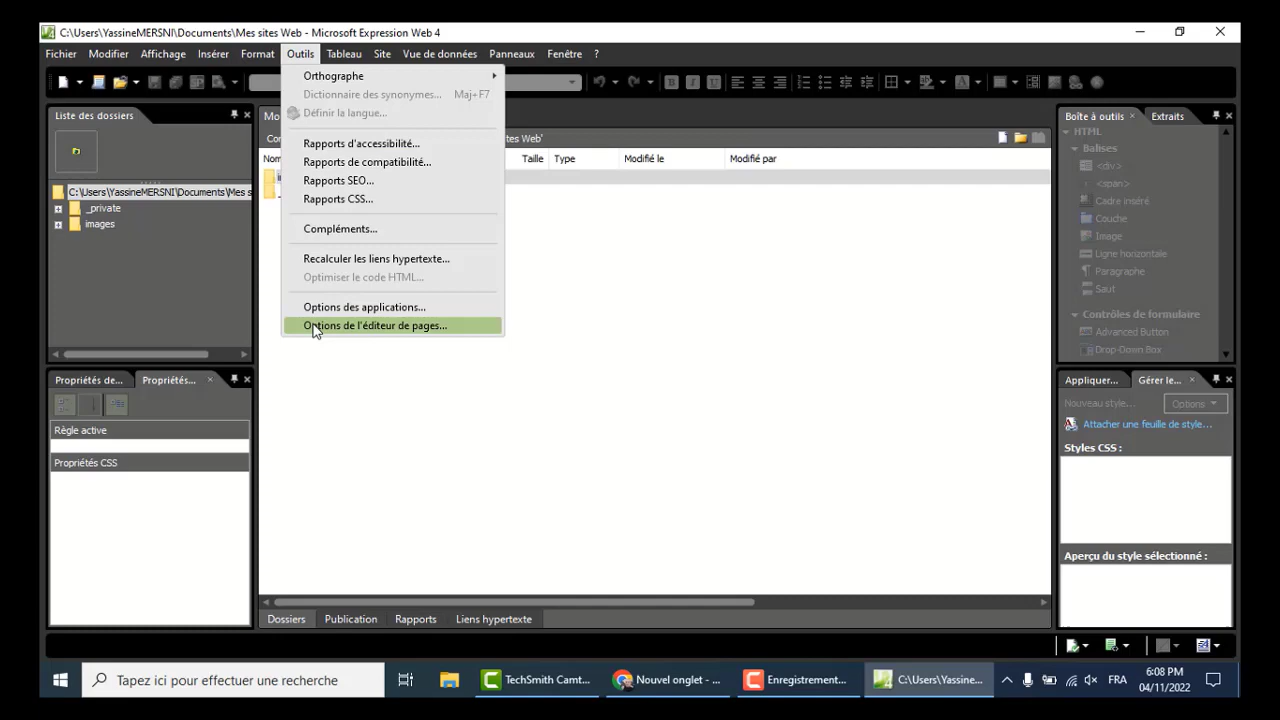 C:\Users\YassineMERSNI\Documents\Mes sites Web - Microsoft Expression Web 4
Fichier Modifier Affichage Insérer Format Outils Tableau Site Vue de données Panneaux Fenêtre ?
Orthographe
Dictionnaire des synonymes... Maj+F7
Définir la langue...
Rapports d'accessibilité...
Rapports de compatibilité...
Rapports SEO...
Rapports CSS...
Compléments...
Recalculer les liens hypertexte...
Optimiser le code HTML...
Options des applications...
Options de l'éditeur de pages...
Liste des dossiers
C:\Users\YassineMERSNI\Documents\Mes s
_private
images
sites Web'
Taille Type Modifié le Modifié par
Boîte à outils Extraits
HTML
Balises
<div>
<span>
Cadre inséré
Couche
Image
Ligne horizontale
Paragraphe
Saut
Contrôles de formulaire
Advanced Button
Drop-Down Box
Propriétés de... Propriétés...
Règle active
Propriétés CSS
Appliquer... Gérer le...
Nouveau style... Options
Attacher une feuille de style...
Styles CSS :
Aperçu du style sélectionné :
Dossiers Publication Rapports Liens hypertexte
Tapez ici pour effectuer une recherche
TechSmith Camt...
Nouvel onglet - ...
Enregistrement...
C:\Users\Yassine...
FRA
6:08 PM
04/11/2022